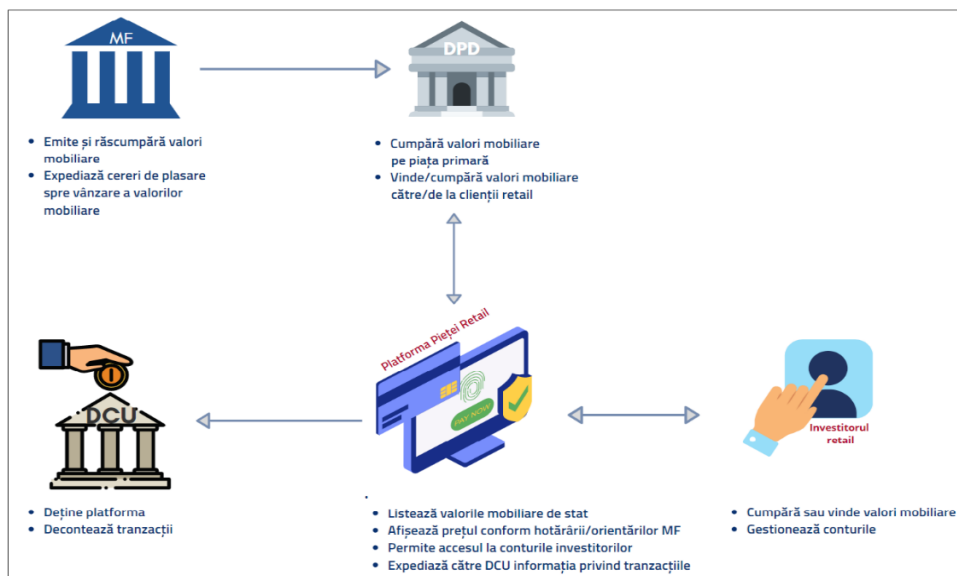 MF
DPD
• Emite și răscumpără valori
mobiliare
• Expediază cereri de plasare
spre vânzare a valorilor
mobiliare
• Cumpără valori mobiliare
pe piața primară
• Vinde/cumpără valori mobiliare
către/de la clienții retail
DCU
Platforma Pieței Retail
PAY NOW
Investitorul
retail
• Deține platforma
• Decontează tranzacții
• Listează valorile mobiliare de stat
• Afișează prețul conform hotărârii/orientărilor MF
• Permite accesul la conturile investitorilor
• Expediază către DCU informația privind tranzacțiile
• Cumpără sau vinde valori mobiliare
• Gestionează conturile